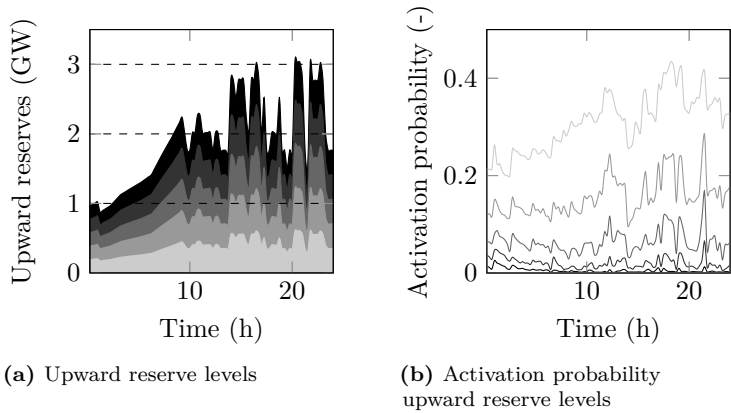 Upward reserves (GW)
3
2
1
0
10
20
Time (h)
(a) Upward reserve levels
Activation probability (-)
0.4
0.2
0
10
20
Time (h)
(b) Activation probability
upward reserve levels